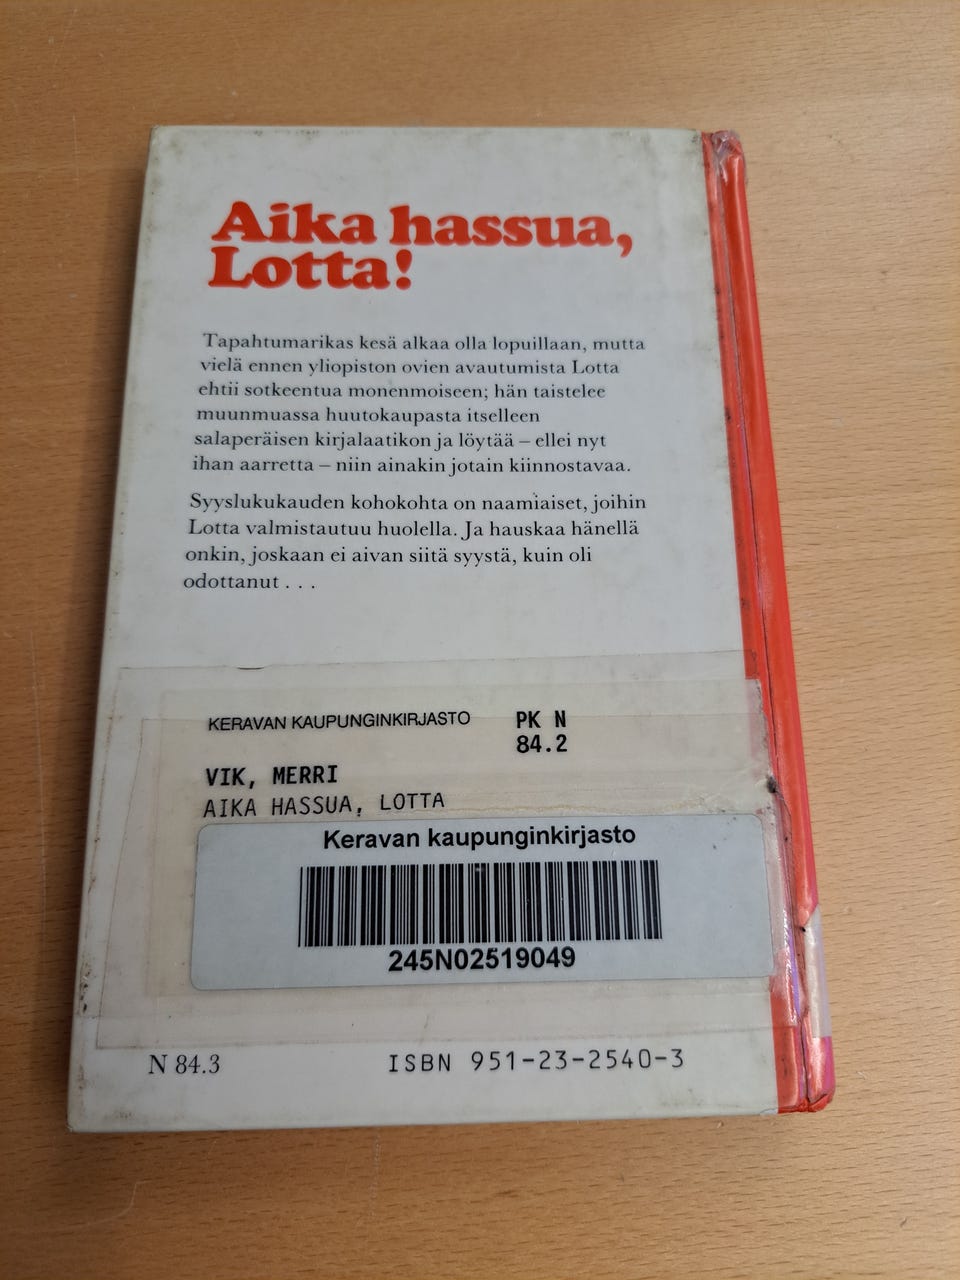 Aika hassua,
Lotta!
Tapahtumarikas kesä alkaa olla lopuillaan, mutta
vielä ennen yliopiston ovien avautumista Lotta
ehtii sotkeentua monenmoiseen; hän taistelee
muunmuassa huutokaupasta itselleen
salaperäisen kirjalaatikon ja löytää – ellei nyt
ihan aarretta – niin ainakin jotain kiinnostavaa.
Syyslukukauden kohokohta on naamiaiset, joihin
Lotta valmistautuu huolella. Ja hauskaa hänellä
onkin, joskaan ei aivan siitä syystä, kuin oli
odottanut . . .
KERAVAN KAUPUNGINKIRJASTO PK N
84.2
VIK, MERRI
AIKA HASSUA, LOTTA
Keravan kaupunginkirjasto
245N02519049
N 84.3 ISBN 951-23-2540-3